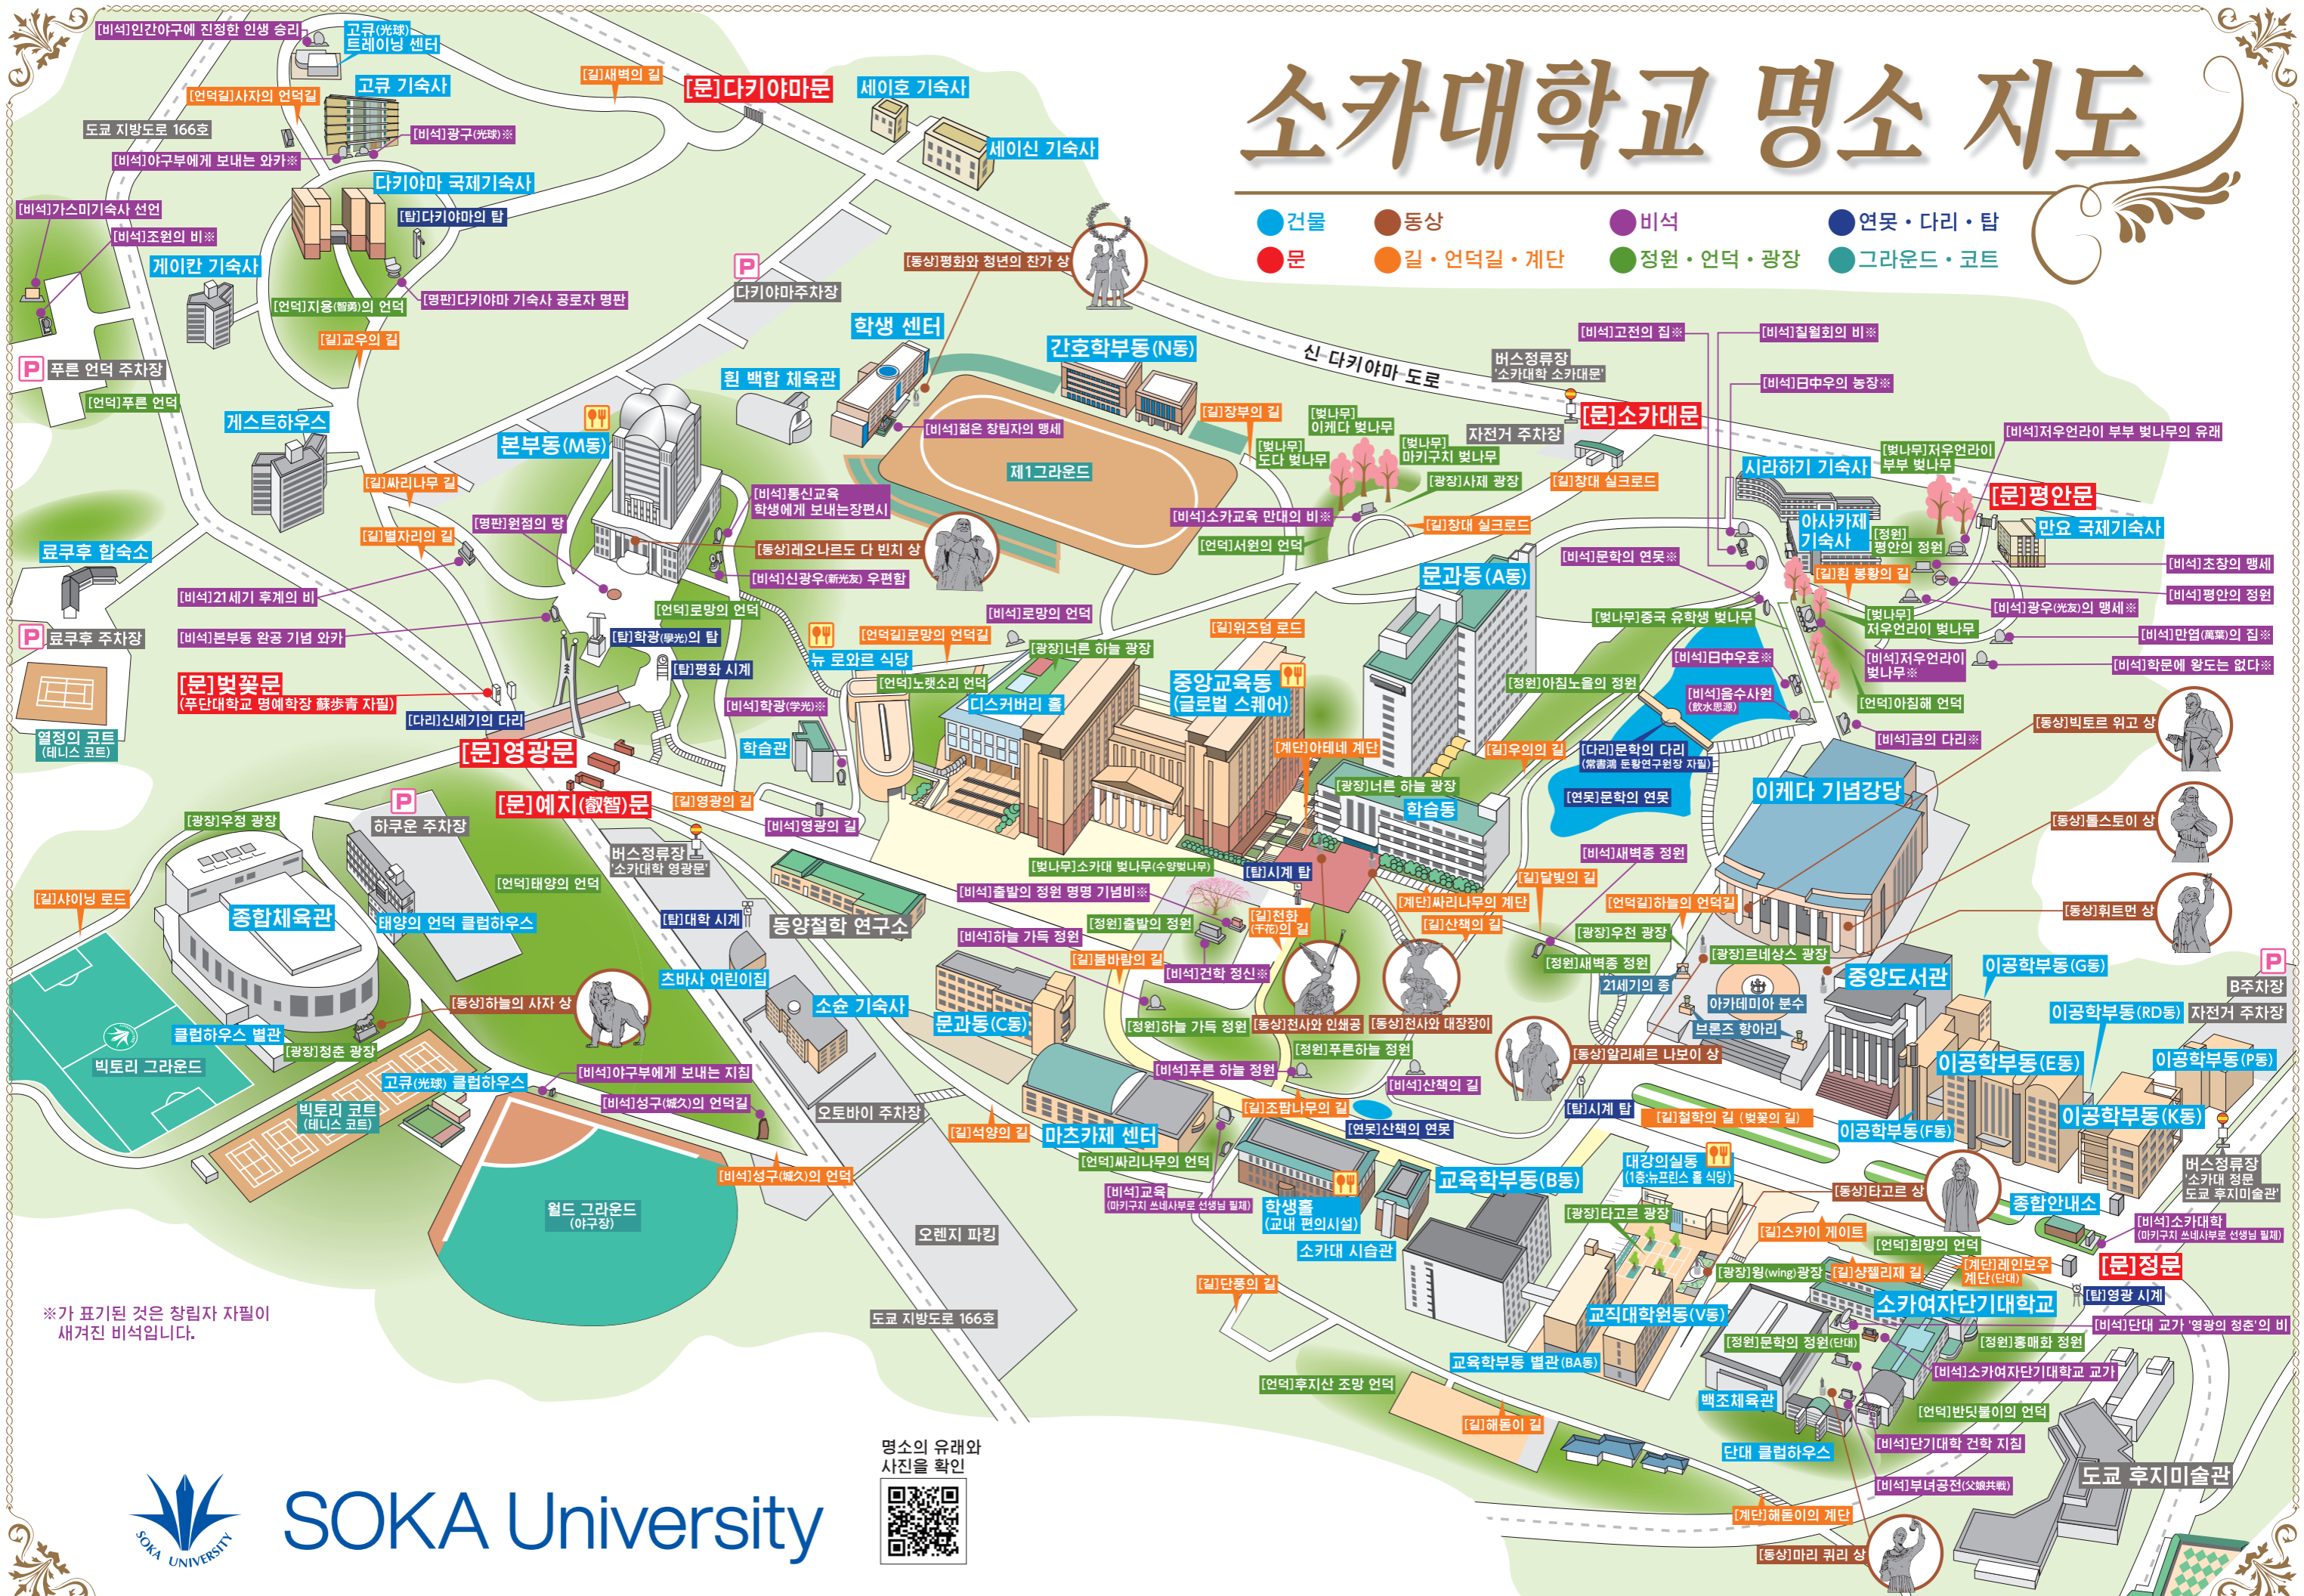 소카대학교 명소 지도
건물
동상
비석
연못・다리・탑
문
길・언덕길・계단
정원・언덕・광장
그라운드・코트
[비석]인간야구에 진정한 인생 승리
고큐(光球)
트레이닝 센터
[길]새벽의 길
[문]다키야마문
세이호 기숙사
고큐 기숙사
[언덕길]사자의 언덕길
도쿄 지방도로 166호
[비석]광구(光球)※
세이신 기숙사
[비석]야구부에게 보내는 와카※
다키야마 국제기숙사
[비석]가스미기숙사 선언
[탑]다키야마의 탑
[비석]조원의 비※
게이칸 기숙사
[동상]평화와 청년의 찬가 상
P
다키야마주차장
[언덕]지용(智勇)의 언덕
[명판]다키야마 기숙사 공로자 명판
[길]교우의 길
학생 센터
간호학부동(N동)
신 다키야마 도로
버스정류장
'소카대학 소카대문'
[비석]고전의 집※
[비석]칠월회의 비※
P 푸른 언덕 주차장
흰 백합 체육관
[비석]日中우의 농장※
[언덕]푸른 언덕
게스트하우스
본부동(M동)
[비석]젊은 창립자의 맹세
[길]장부의 길
[벚나무]
이케다 벚나무
[문]소카대문
자전거 주차장
[벚나무]
도다 벚나무
[벚나무]
마키구치 벚나무
[비석]저우언라이 부부 벚나무의 유래
[벚나무]저우언라이
부부 벚나무
시라하기 기숙사
제1그라운드
[광장]사제 광장
[길]창대 실크로드
[문]평안문
[길]싸리나무 길
[비석]통신교육
학생에게 보내는장편시
[명판]원점의 땅
[비석]소카교육 만대의 비※
[길]창대 실크로드
아사카제
기숙사
만요 국제기숙사
[길]별자리의 길
[동상]레오나르도 다 빈치 상
[언덕]서원의 언덕
[정원]
평안의 정원
료쿠후 합숙소
[비석]신광우(新光友) 우편함
[비석]문학의 연못※
문과동(A동)
[길]흰 봉황의 길
[비석]초창의 맹세
[비석]평안의 정원
[비석]21세기 후계의 비
[언덕]로망의 언덕
[비석]로망의 언덕
[벚나무]중국 유학생 벚나무
[벚나무]
저우언라이 벚나무
[비석]광우(光友)의 맹세※
P 료쿠후 주차장
[비석]본부동 완공 기념 와카
[탑]학광(學光)의 탑
[언덕길]로망의 언덕길
[길]위즈덤 로드
[비석]만엽(萬葉)의 집※
뉴 로와르 식당
[광장]너른 하늘 광장
[비석]日中우호※
[비석]저우언라이
벚나무※
[비석]학문에 왕도는 없다※
[탑]평화 시계
[언덕]노랫소리 언덕
중앙교육동
(글로벌 스퀘어)
[정원]아침노을의 정원
[문]벚꽃문
(푸단대학교 명예학장 蘇步青 자필)
[다리]신세기의 다리
[비석]학광(学光)※
디스커버리 홀
[비석]음수사원
(飲水思源)
[언덕]아침해 언덕
[동상]빅토르 위고 상
열정의 코트
(테니스 코트)
[문]영광문
학습관
[계단]아테네 계단
[길]우의의 길
[다리]문학의 다리
(常書鴻 둔황연구원장 자필)
[비석]금의 다리※
[광장]너른 하늘 광장
[연못]문학의 연못
이케다 기념강당
P
하쿠운 주차장
[문]예지(叡智)문
[길]영광의 길
학습동
[광장]우정 광장
[비석]영광의 길
[동상]톨스토이 상
버스정류장
'소카대학 영광문'
[비석]새벽종 정원
[언덕]태양의 언덕
[벚나무]소카대 벚나무(수양벚나무)
[탑]시계 탑
[길]달빛의 길
[길]샤이닝 로드
종합체육관
태양의 언덕 클럽하우스
[탑]대학 시계
동양철학 연구소
[비석]출발의 정원 명명 기념비※
[계단]싸리나무의 계단
[언덕길]하늘의 언덕길
[동상]휘트먼 상
[정원]출발의 정원
[길]천화
(千花)의 길
[길]산책의 길
[광장]우천 광장
[비석]하늘 가득 정원
[길]봄바람의 길
[비석]건학 정신※
[정원]새벽종 정원
[광장]르네상스 광장
중앙도서관
이공학부동(G동)
P
B주차장
츠바사 어린이집
소슌 기숙사
21세기의 종
아카데미아 분수
이공학부동(RD동)
자전거 주차장
[동상]하늘의 사자 상
문과동(C동)
[정원]하늘 가득 정원
[동상]천사와 인쇄공
[동상]천사와 대장장이
브론즈 항아리
클럽하우스 별관
[광장]청춘 광장
[정원]푸른하늘 정원
[동상]알리셰르 나보이 상
이공학부동(E동)
이공학부동(P동)
빅토리 그라운드
고큐(光球) 클럽하우스
[비석]야구부에게 보내는 지침
[비석]푸른 하늘 정원
[비석]산책의 길
[비석]성구(城久)의 언덕길
오토바이 주차장
[길]조팝나무의 길
[탑]시계 탑
[길]철학의 길 (벚꽃의 길)
이공학부동(F동)
이공학부동(K동)
빅토리 코트
(테니스 코트)
[길]석양의 길
마츠카제 센터
[연못]산책의 연못
[언덕]싸리나무의 언덕
[비석]성구(城久)의 언덕
대강의실동
(1층:뉴프린스 홀 식당)
버스정류장
'소카대 정문
도쿄 후지미술관'
교육학부동(B동)
[동상]타고르 상
[비석]교육
(마키구치 쓰네사부로 선생님 필체)
학생홀
(교내 편의시설)
종합안내소
월드 그라운드
(야구장)
[광장]타고르 광장
[비석]소카대학
(마키구치 쓰네사부로 선생님 필체)
오렌지 파킹
소카대 시습관
[길]스카이 게이트
[언덕]희망의 언덕
[광장]윙(wing)광장
[길]샹젤리제 길
[계단]레인보우
계단(단대)
[문]정문
[길]단풍의 길
[탑]영광 시계
※가 표기된 것은 창립자 자필이
새겨진 비석입니다.
도쿄 지방도로 166호
교직대학원동(V동)
소카여자단기대학교
[비석]단대 교가 '영광의 청춘'의 비
[정원]문학의 정원(단대)
[정원]홍매화 정원
교육학부동 별관(BA동)
[비석]소카여자단기대학교 교가
[언덕]후지산 조망 언덕
백조체육관
[언덕]반딧불이의 언덕
[길]해돋이 길
단대 클럽하우스
[비석]단기대학 건학 지침
명소의 유래와
사진을 확인
도쿄 후지미술관
[비석]부녀공전(父娘共戦)
[계단]해돋이의 계단
[동상]마리 퀴리 상
SOKA UNIVERSITY
SOKA University